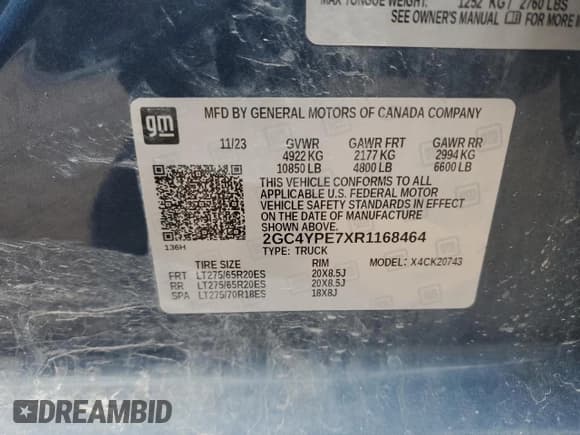 MAX TONGUE WEIGHT: 1252 KG / 2760 LBS
SEE OWNER'S MANUAL FOR MORE IN
gm
MFD BY GENERAL MOTORS OF CANADA COMPANY
11/23 GVWR GAWR FRT GAWR RR
4922 KG 2177 KG 2994 KG
10850 LB 4800 LB 6600 LB
THIS VEHICLE CONFORMS TO ALL
APPLICABLE U.S. FEDERAL MOTOR
VEHICLE SAFETY STANDARDS IN EFFECT
ON THE DATE OF MANUFACTURE
SHOWN ABOVE.
136H 2GC4YPE7XR1168464
TYPE: TRUCK
TIRE SIZE RIM MODEL: X4CK20743
FRT LT275/65R20ES 20X8.5J
RR LT275/65R20ES 20X8.5J
SPA LT275/70R18ES 18X8J
DREAMBID